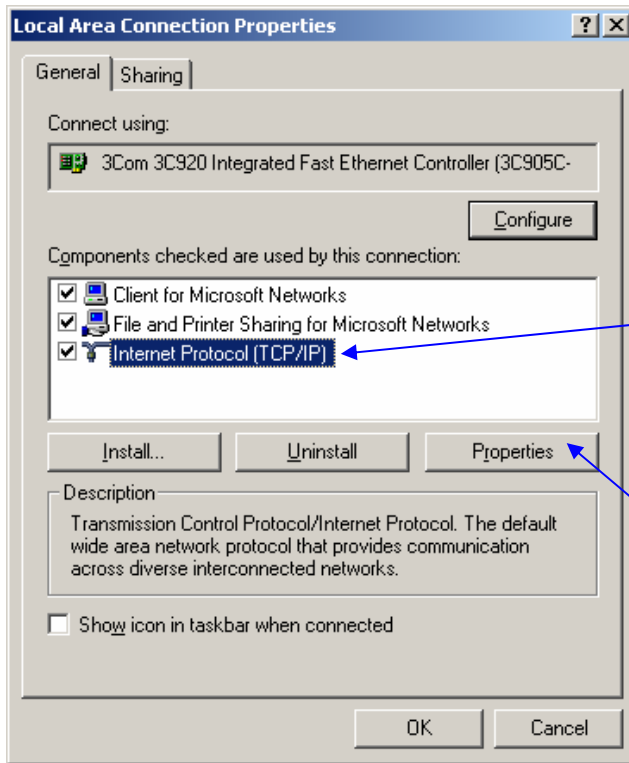 Local Area Connection Properties
General Sharing
Connect using:
3Com 3C920 Integrated Fast Ethernet Controller (3C905C-
Configure
Components checked are used by this connection:
Client for Microsoft Networks
File and Printer Sharing for Microsoft Networks
Internet Protocol (TCP/IP)
Install... Uninstall Properties
Description
Transmission Control Protocol/Internet Protocol. The default
wide area network protocol that provides communication
across diverse interconnected networks.
Show icon in taskbar when connected
OK Cancel